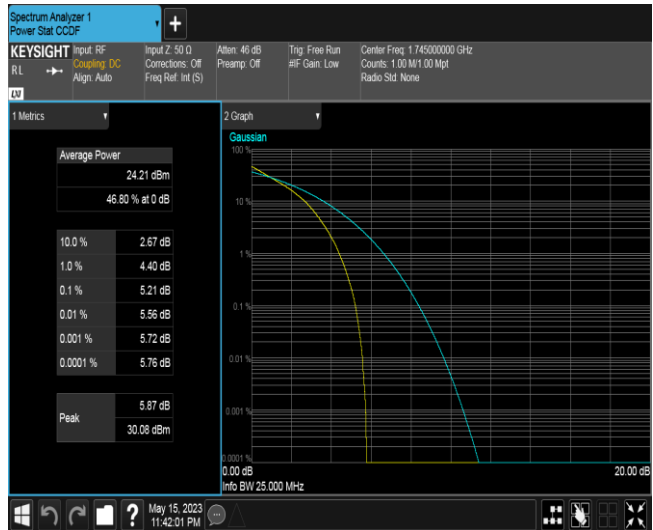 Spectrum Analyzer 1
Power Stat CCDF
KEYSIGHT
RL
LXI
Input: RF
Coupling: DC
Align: Auto
Input Z: 50 Ω
Corrections: Off
Freq Ref: Int (S)
Atten: 46 dB
Preamp: Off
Trig: Free Run
#IF Gain: Low
Center Freq: 1.745000000 GHz
Counts: 1.00 M/1.00 Mpt
Radio Std: None
1 Metrics
Average Power
24.21 dBm
46.80 % at 0 dB
10.0 % 2.67 dB
1.0 % 4.40 dB
0.1 % 5.21 dB
0.01 % 5.56 dB
0.001 % 5.72 dB
0.0001 % 5.76 dB
Peak
5.87 dB
30.08 dBm
2 Graph
Gaussian
100 %
10 %
1 %
0.1 %
0.01 %
0.001 %
0.0001 %
0.00 dB 20.00 dB
Info BW 25.000 MHz
? May 15, 2023
11:42:01 PM